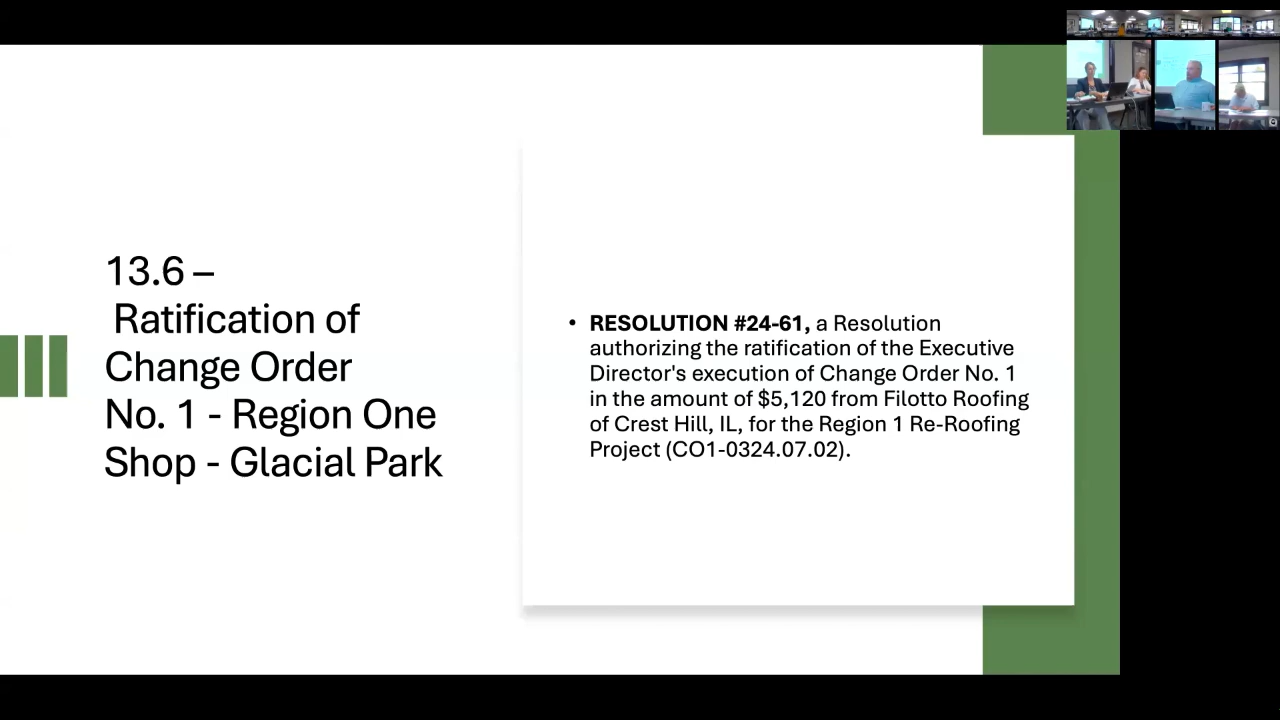 13.6 –
Ratification of
Change Order
No. 1 - Region One
Shop - Glacial Park
• RESOLUTION #24-61, a Resolution
authorizing the ratification of the Executive
Director's execution of Change Order No. 1
in the amount of $5,120 from Filotto Roofing
of Crest Hill, IL, for the Region 1 Re-Roofing
Project (CO1-0324.07.02).